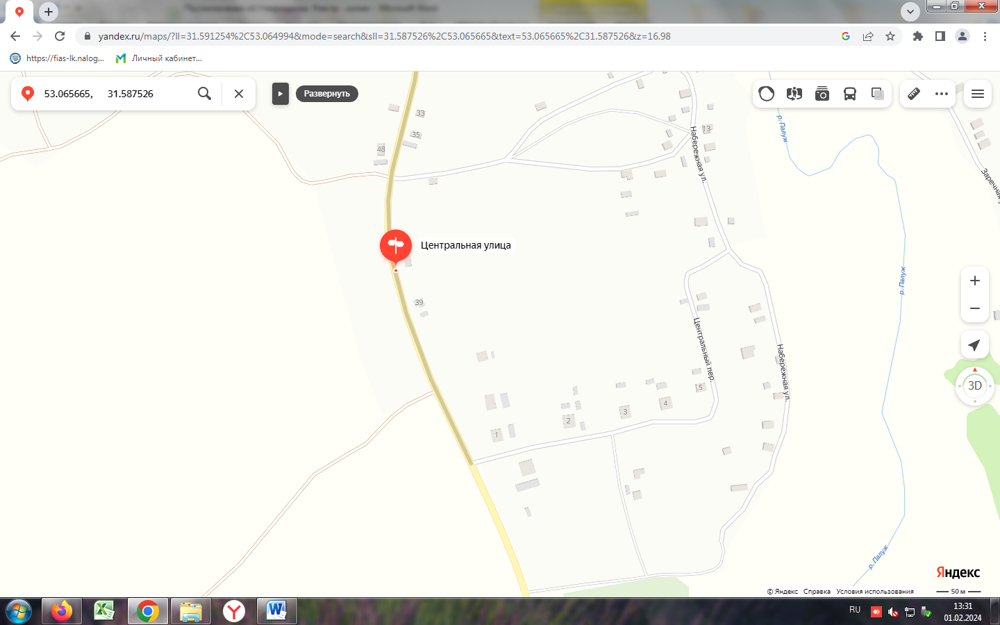 yandex.ru/maps/?ll=31.591254%2C53.064994&mode=search&sll=31.587526%2C53.065665&text=53.065665%2C31.587526&z=16.98
https://fias-lk.nalog...
Личный кабинет...
53.065665, 31.587526
Развернуть
33
35
48
13
Набережная ул.
р. Палуж
Заречная у
Центральная улица
39
р. Палуж
Центральный пер.
Набережная ул.
5
4
3
2
1
3D
р. Палуж
Яндекс
© Яндекс Справка Условия использования
50 м
RU
13:31
01.02.2024